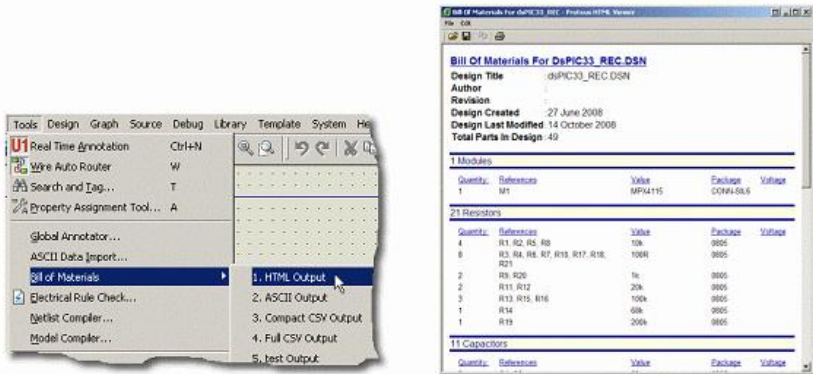 Tools Design Graph Source Debug Library Template System He
U1 Real Time Annotation Ctrl+N
Wire Auto Router W
Search and Tag... T
Property Assignment Tool... A
Global Annotator...
ASCII Data Import...
Bill of Materials
Electrical Rule Check...
Netlist Compiler...
Model Compiler...
1. HTML Output
2. ASCII Output
3. Compact CSV Output
4. Full CSV Output
5. test Output
Bill Of Materials For dsPIC33_REC - Proteus HTML Viewer
File Edit
Bill Of Materials For DsPIC33_REC.DSN
Design Title : dsPIC33_REC.DSN
Author :
Revision :
Design Created : 27 June 2008
Design Last Modified : 14 October 2008
Total Parts In Design : 49
1 Modules
Quantity: References Value Package Voltage
1 M1 MPX4115 CONN-SIL6
21 Resistors
Quantity: References Value Package Voltage
4 R1, R2, R5, R8 10k 0805
8 R3, R4, R6, R7, R10, R17, R18, 100R 0805
R21
2 R9, R20 1k 0805
2 R11, R12 20k 0805
3 R13, R15, R16 100k 0805
1 R14 68k 0805
1 R19 200k 0805
11 Capacitors
Quantity: References Value Package Voltage